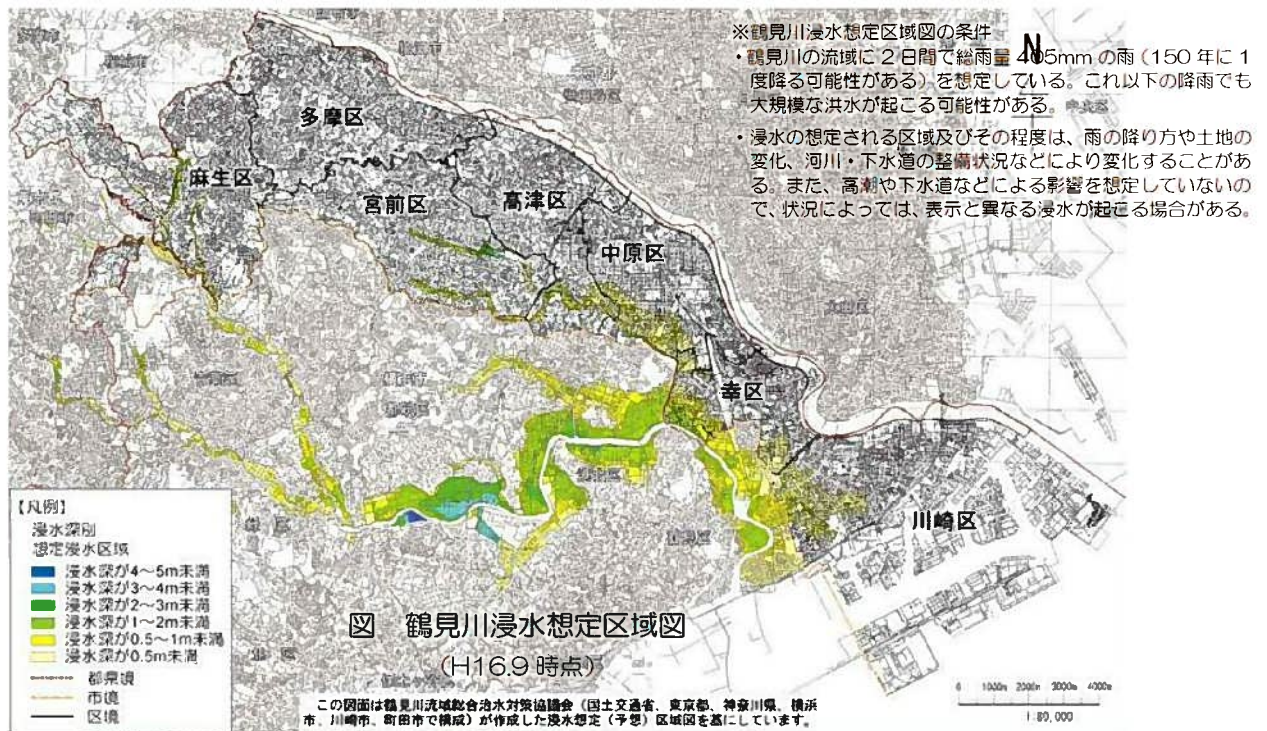 ※鶴見川浸水想定区域図の条件
・鶴見川の流域に2日間で総雨量405mmの雨(150年に1
度降る可能性がある)を想定している。これ以下の降雨でも
大規模な洪水が起こる可能性がある。
・浸水の想定される区域及びその程度は、雨の降り方や土地の
変化、河川・下水道の整備状況などにより変化することがあ
る。また、高潮や下水道などによる影響を想定していないの
で、状況によっては、表示と異なる浸水が起こる場合がある。
N
多摩区
麻生区
宮前区
高津区
中原区
幸区
川崎区
【凡例】
浸水深別
想定浸水区域
浸水深が4～5m未満
浸水深が3～4m未満
浸水深が2～3m未満
浸水深が1～2m未満
浸水深が0.5～1m未満
浸水深が0.5m未満
都県境
市境
区境
図 鶴見川浸水想定区域図
(H16.9時点)
この図面は鶴見川流域総合治水対策協議会(国土交通省、東京都、神奈川県、横浜
市、川崎市、町田市で構成)が作成した浸水想定(予想)区域図を基にしています。
0 1000m 2000m 3000m 4000m
1:80,000